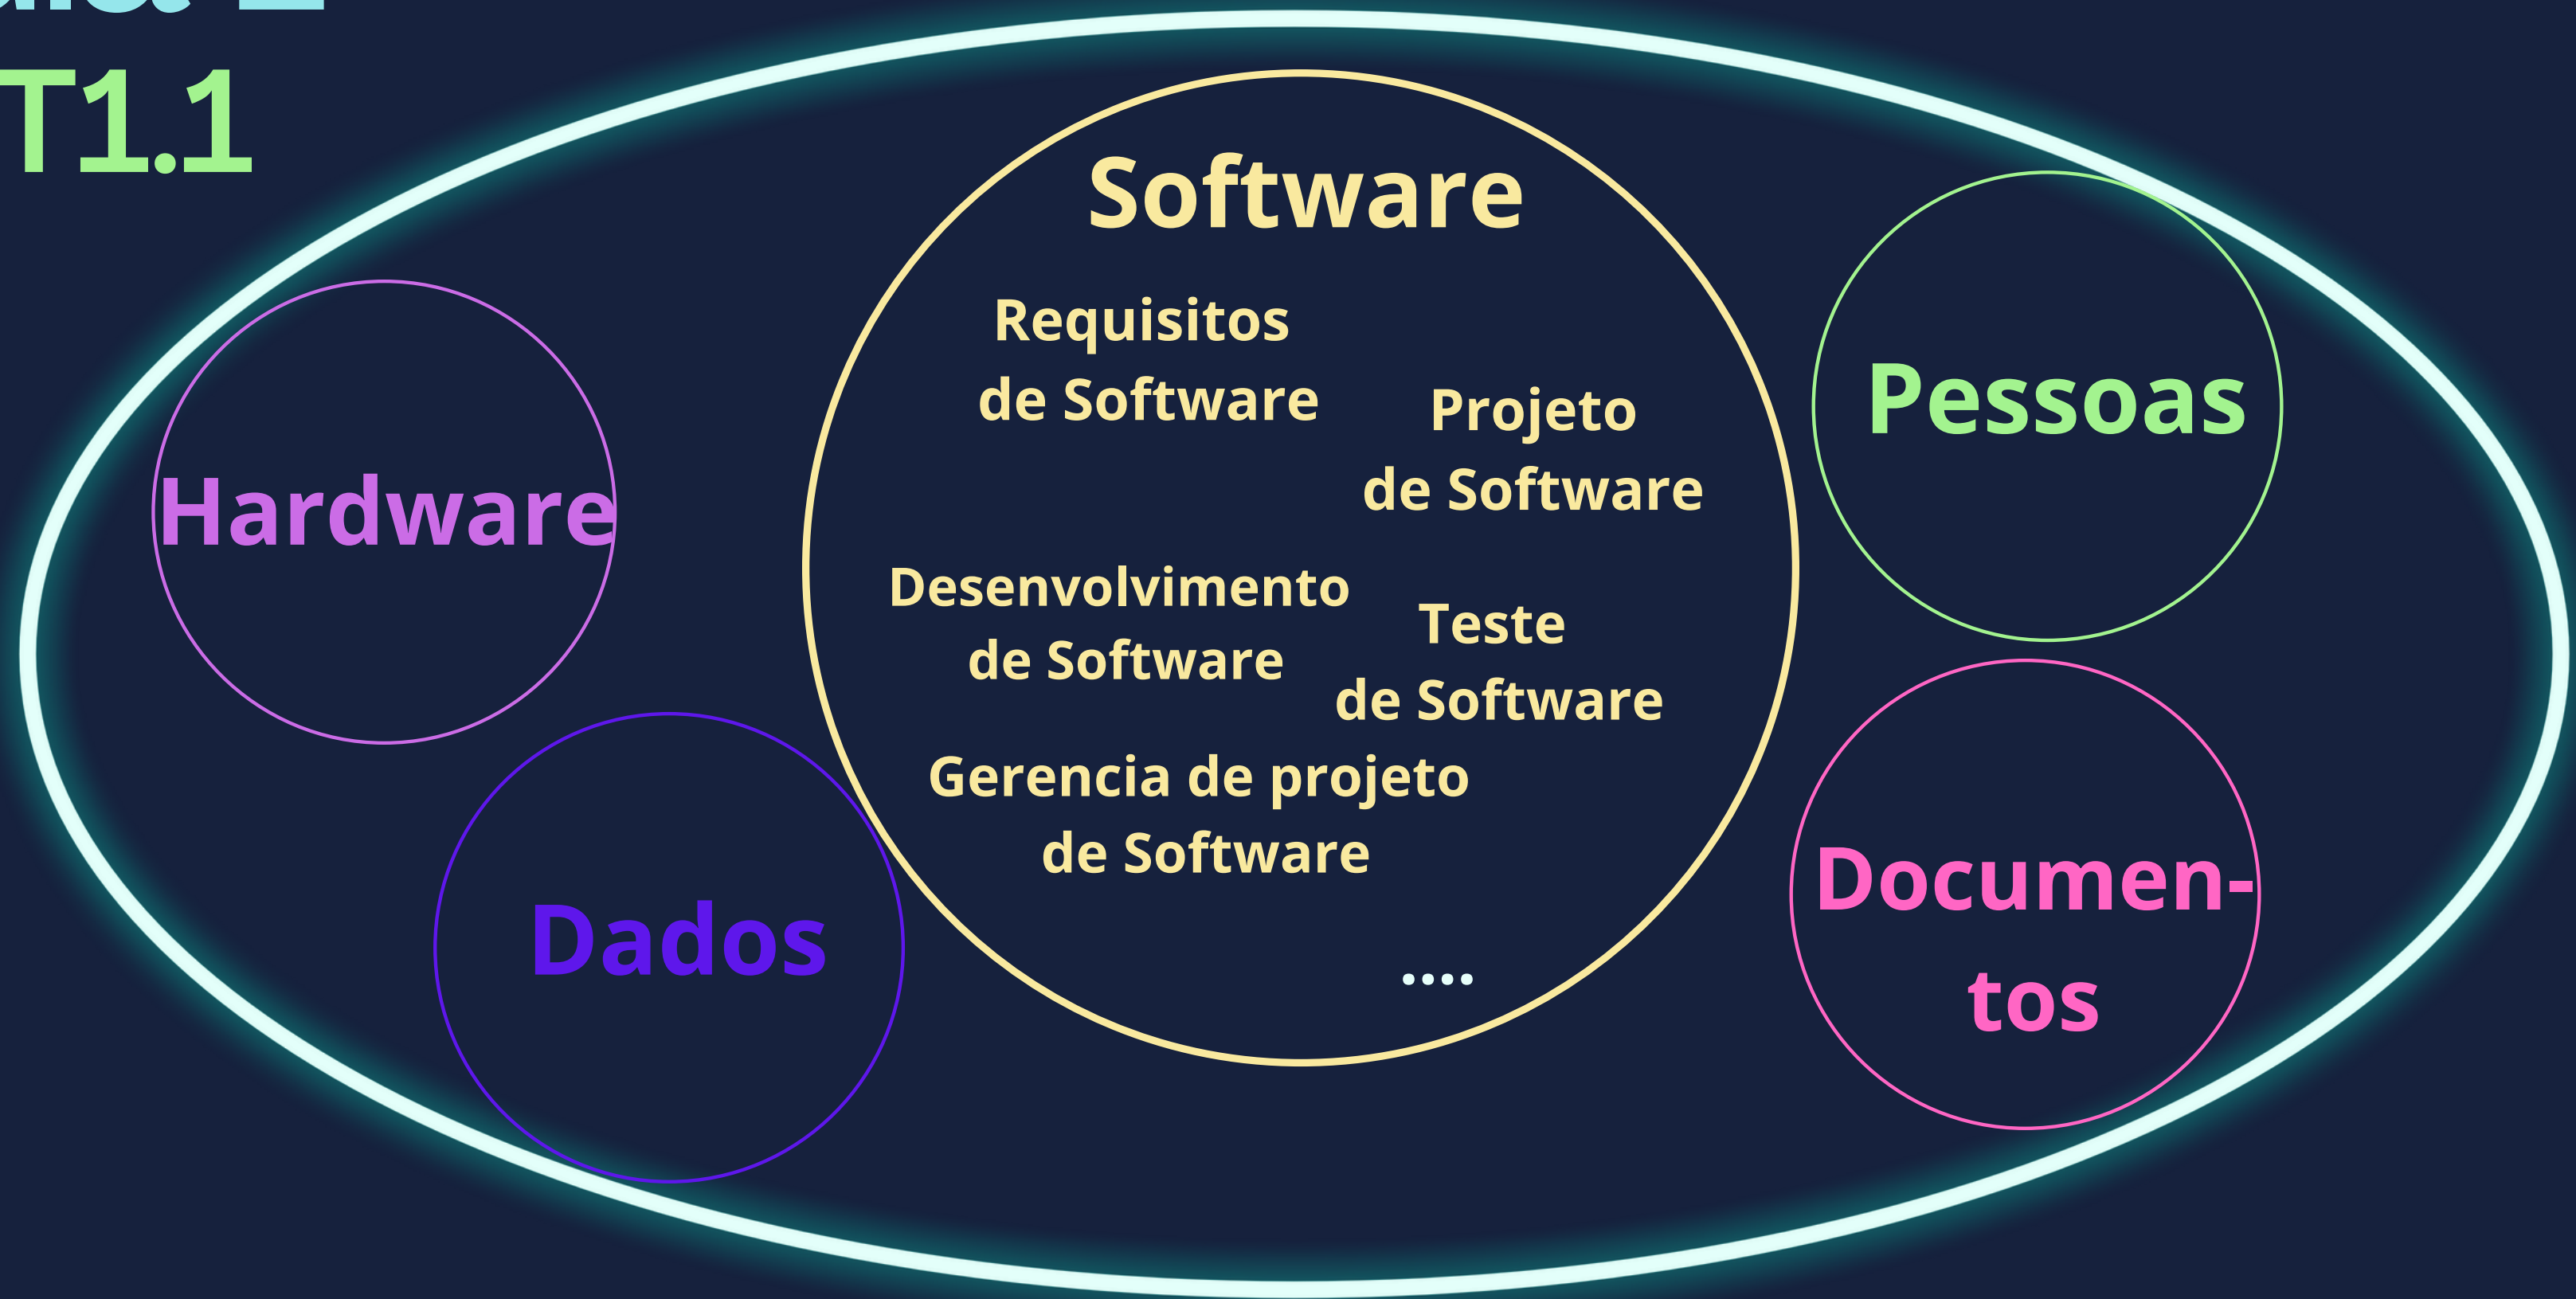 T1.1
Software
Requisitos
de Software
Projeto
de Software
Desenvolvimento
de Software
Teste
de Software
Gerencia de projeto
de Software
....
Hardware
Dados
Pessoas
Documen-
tos